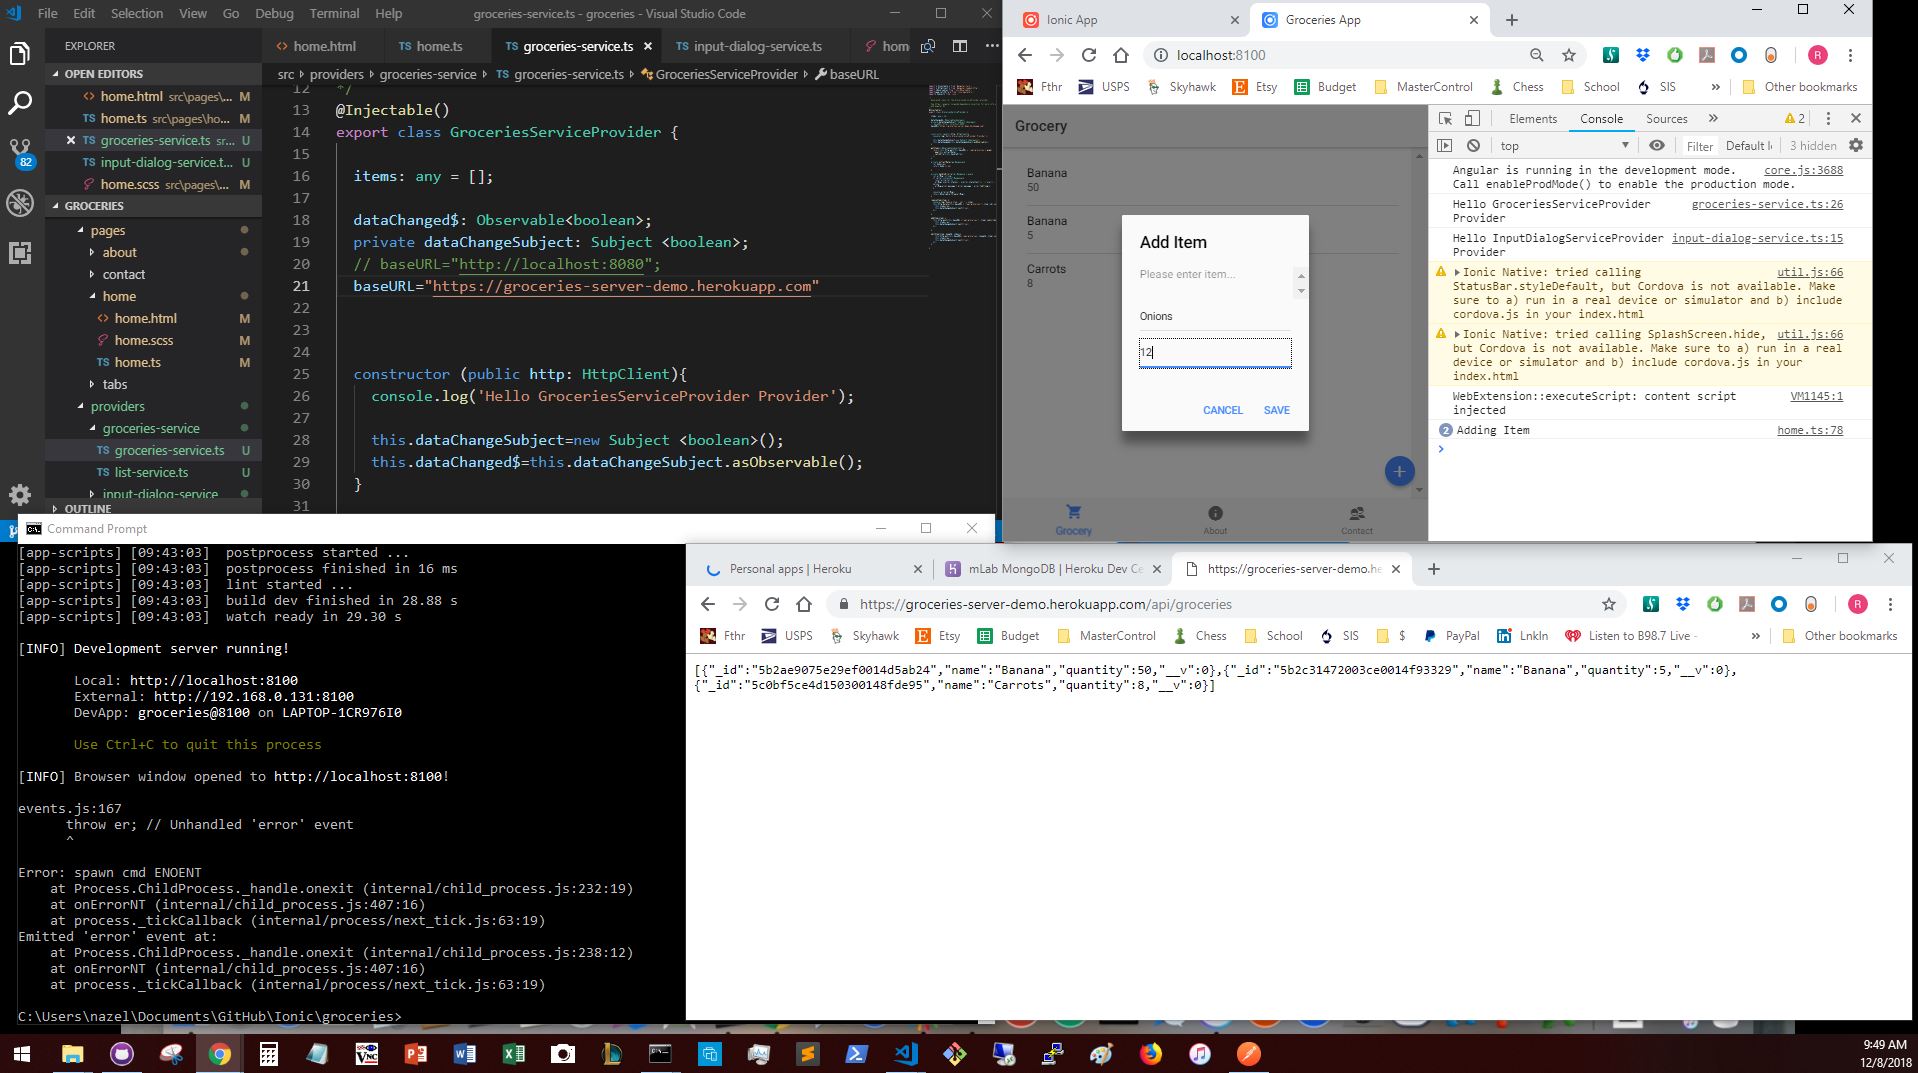 File Edit Selection View Go Debug Terminal Help groceries-service.ts - groceries - Visual Studio Code
EXPLORER
<> home.html TS home.ts TS groceries-service.ts × TS input-dialog-service.ts hom
src › providers › groceries-service › TS groceries-service.ts › GroceriesServiceProvider › baseURL
OPEN EDITORS
<> home.html src\pages\... M
TS home.ts src\pages\ho... M
× TS groceries-service.ts sr... U
TS input-dialog-service.t... U
home.scss src\pages\... M
GROCERIES
pages
about
contact
home
<> home.html M
home.scss M
TS home.ts M
tabs
providers
groceries-service
TS groceries-service.ts U
TS list-service.ts U
input-dialog-service
OUTLINE
82
12 */
13 @Injectable()
14 export class GroceriesServiceProvider {
15
16 items: any = [];
17
18 dataChanged$: Observable<boolean>;
19 private dataChangeSubject: Subject <boolean>;
20 // baseURL="http://localhost:8080";
21 baseURL="https://groceries-server-demo.herokuapp.com"
22
23
24
25 constructor (public http: HttpClient){
26 console.log('Hello GroceriesServiceProvider Provider');
27
28 this.dataChangeSubject=new Subject <boolean>();
29 this.dataChanged$=this.dataChangeSubject.asObservable();
30 }
31
Ionic App × Groceries App ×
localhost:8100 R
Fthr USPS Skyhawk Etsy Budget MasterControl Chess School SIS » Other bookmarks
Grocery
Banana
50
Banana
5
Carrots
8
Add Item
Please enter item...
Onions
12
CANCEL SAVE
Grocery About Contact
Elements Console Sources » 2
top Filter Default l 3 hidden
Angular is running in the development mode. core.js:3688
Call enableProdMode() to enable the production mode.
Hello GroceriesServiceProvider groceries-service.ts:26
Provider
Hello InputDialogServiceProvider input-dialog-service.ts:15
Provider
Ionic Native: tried calling util.js:66
StatusBar.styleDefault, but Cordova is not available. Make
sure to a) run in a real device or simulator and b) include
cordova.js in your index.html
Ionic Native: tried calling SplashScreen.hide, util.js:66
but Cordova is not available. Make sure to a) run in a real
device or simulator and b) include cordova.js in your
index.html
WebExtension::executeScript: content script VM1145:1
injected
2 Adding Item home.ts:78
Command Prompt
[app-scripts] [09:43:03] postprocess started ...
[app-scripts] [09:43:03] postprocess finished in 16 ms
[app-scripts] [09:43:03] lint started ...
[app-scripts] [09:43:03] build dev finished in 28.88 s
[app-scripts] [09:43:03] watch ready in 29.30 s
[INFO] Development server running!
Local: http://localhost:8100
External: http://192.168.0.131:8100
DevApp: groceries@8100 on LAPTOP-1CR976I0
Use Ctrl+C to quit this process
[INFO] Browser window opened to http://localhost:8100!
events.js:167
throw er; // Unhandled 'error' event
^
Error: spawn cmd ENOENT
at Process.ChildProcess._handle.onexit (internal/child_process.js:232:19)
at onErrorNT (internal/child_process.js:407:16)
at process._tickCallback (internal/process/next_tick.js:63:19)
Emitted 'error' event at:
at Process.ChildProcess._handle.onexit (internal/child_process.js:238:12)
at onErrorNT (internal/child_process.js:407:16)
at process._tickCallback (internal/process/next_tick.js:63:19)
C:\Users\nazel\Documents\GitHub\Ionic\groceries>
Personal apps | Heroku × mLab MongoDB | Heroku Dev Ce × https://groceries-server-demo.he ×
https://groceries-server-demo.herokuapp.com/api/groceries R
Fthr USPS Skyhawk Etsy Budget MasterControl Chess School SIS $ PayPal LnkIn Listen to B98.7 Live - » Other bookmarks
[{"_id":"5b2ae9075e29ef0014d5ab24","name":"Banana","quantity":50,"__v":0},{"_id":"5b2c31472003ce0014f93329","name":"Banana","quantity":5,"__v":0},
{"_id":"5c0bf5ce4d150300148fde95","name":"Carrots","quantity":8,"__v":0}]
9:49 AM
12/8/2018